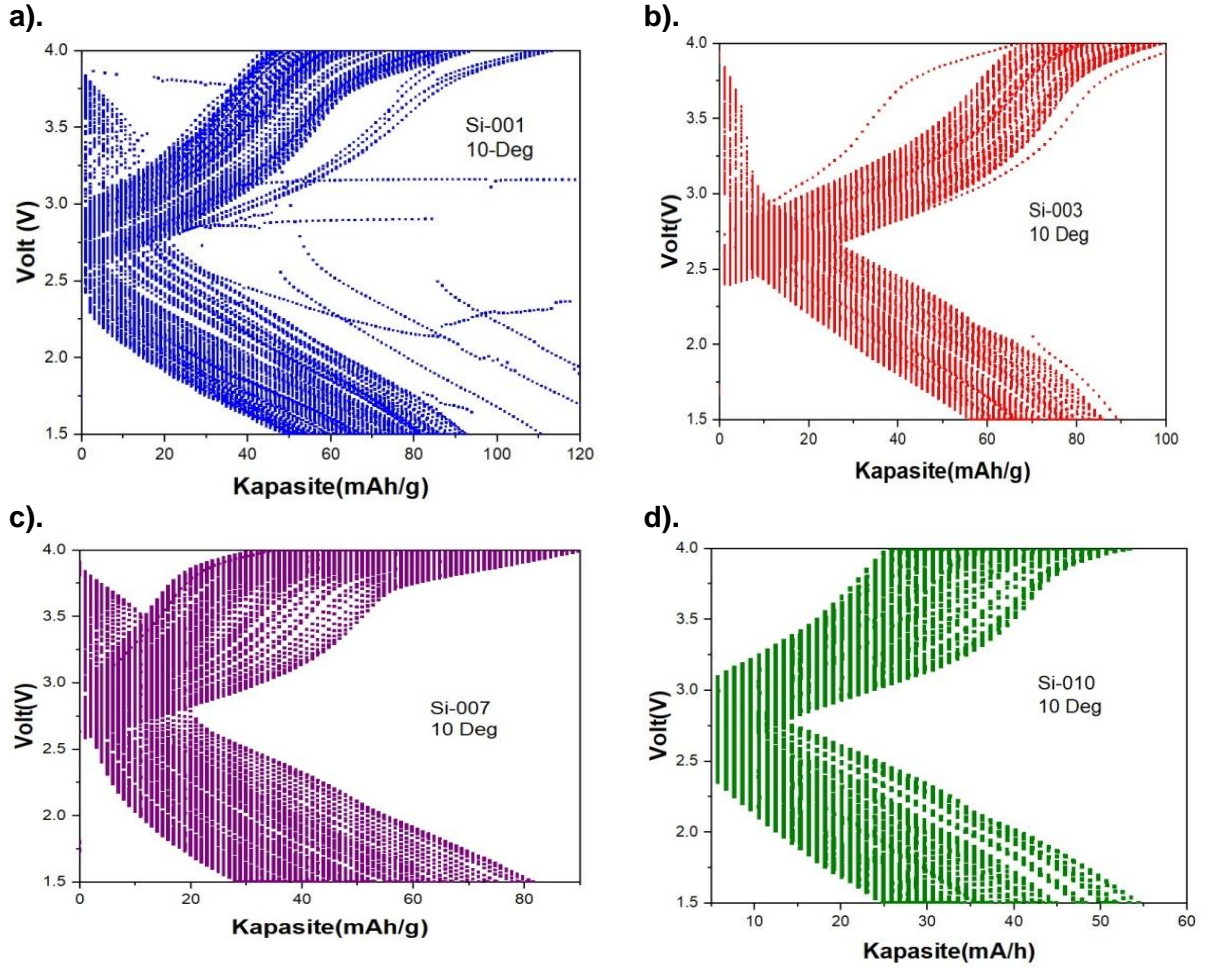 a).
4.0
3.5
3.0
2.5
2.0
1.5
Volt (V)
0
20
40
60
80
100
120
Kapasite(mAh/g)
Si-001
10-Deg
b).
4.0
3.5
3.0
2.5
2.0
1.5
Volt(V)
0
20
40
60
80
100
Kapasite(mAh/g)
Si-003
10 Deg
c).
4.0
3.5
3.0
2.5
2.0
1.5
Volt(V)
0
20
40
60
80
Kapasite(mAh/g)
Si-007
10 Deg
d).
4.0
3.5
3.0
2.5
2.0
1.5
Volt(V)
10
20
30
40
50
60
Kapasite(mA/h)
Si-010
10 Deg